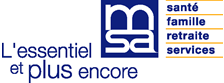 L'essentiel
et plus encore
msa
santé
famille
retraite
services